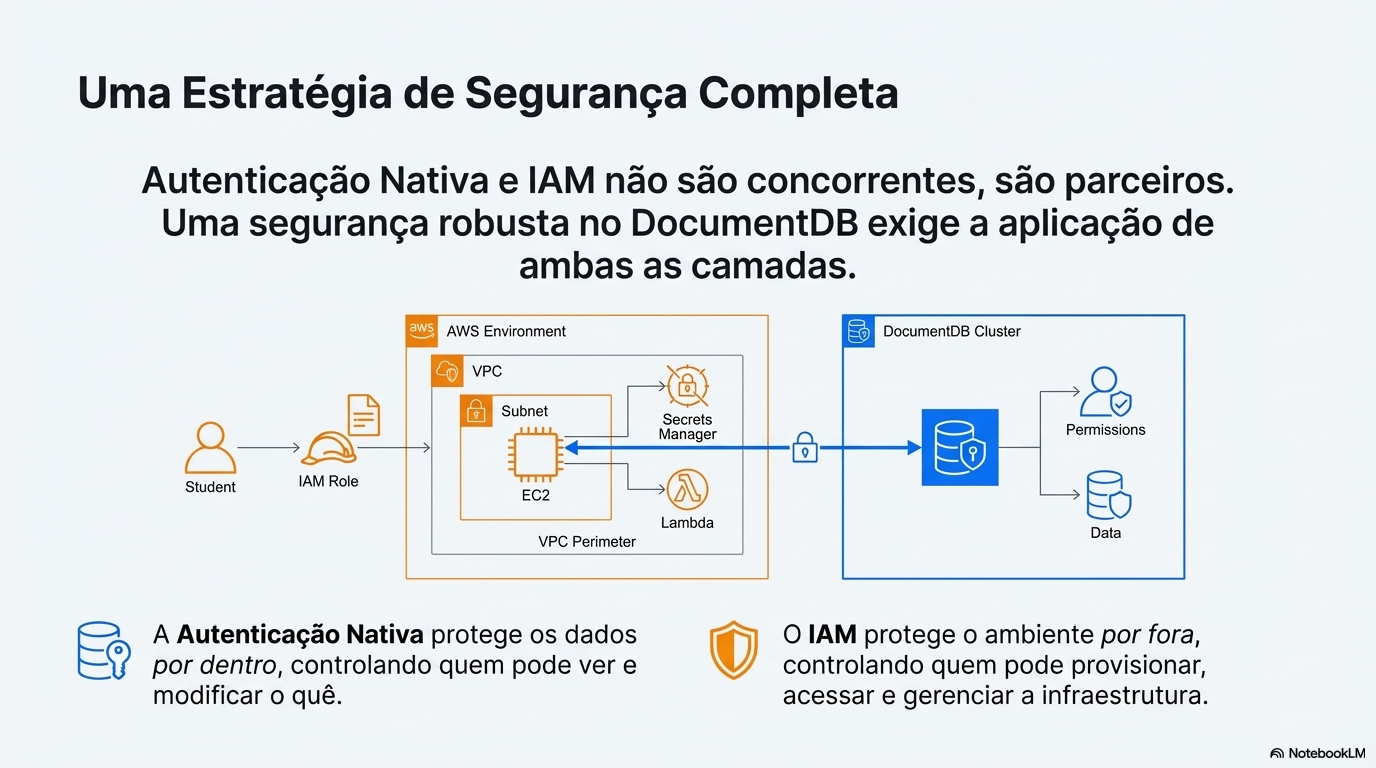 Uma Estratégia de Segurança Completa
Autenticação Nativa e IAM não são concorrentes, são parceiros.
Uma segurança robusta no DocumentDB exige a aplicação de
ambas as camadas.
aws
AWS Environment
DocumentDB Cluster
VPC
Subnet
Secrets
Manager
Permissions
Student
IAM Role
EC2
Lambda
Data
VPC Perimeter
A Autenticação Nativa protege os dados
por dentro, controlando quem pode ver e
modificar o quê.
O IAM protege o ambiente por fora,
controlando quem pode provisionar,
acessar e gerenciar a infraestrutura.
NotebookLM